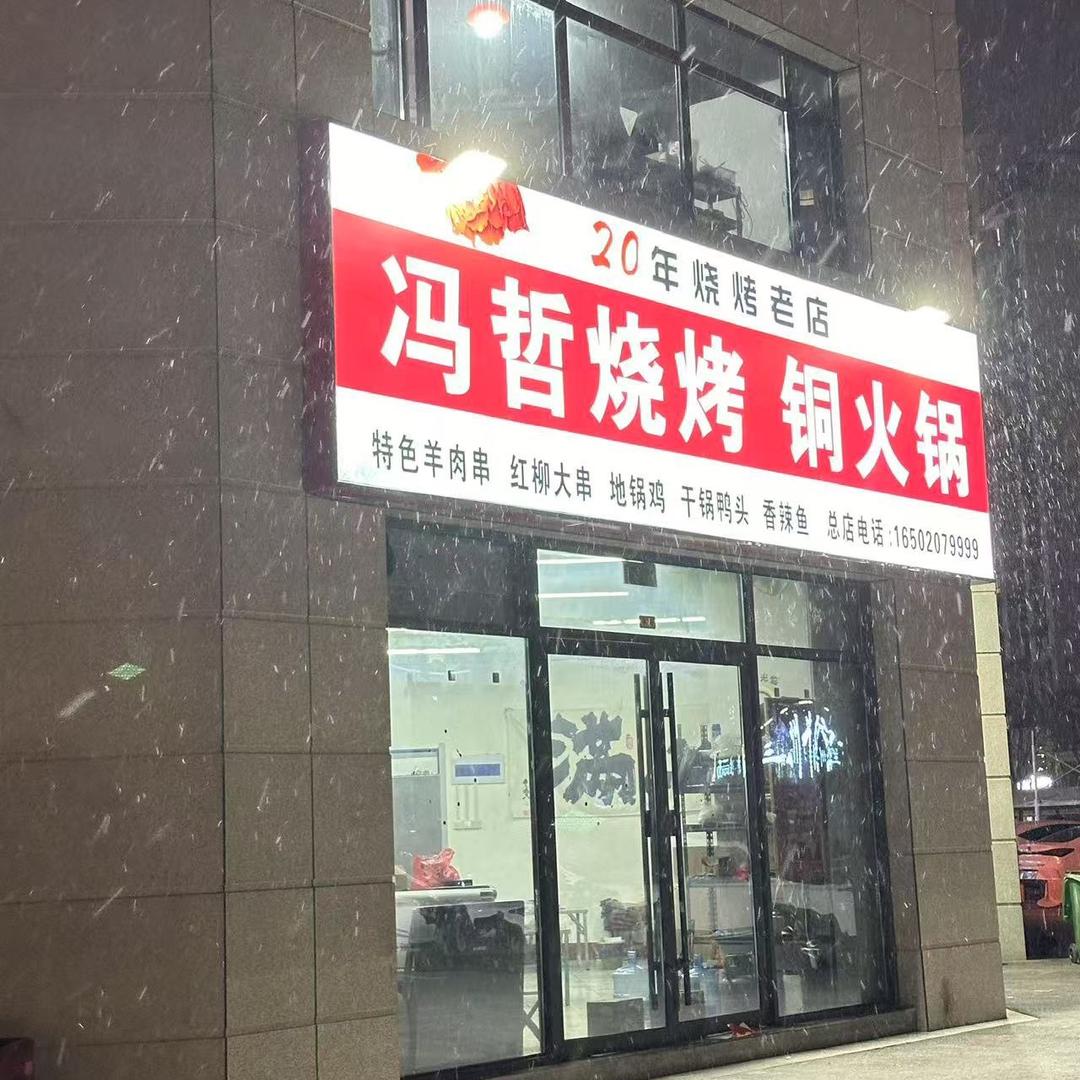 20年烧烤老店
冯哲烧烤 铜火锅
特色羊肉串 红柳大串 地锅鸡 干锅鸭头 香辣鱼 总店电话:16502079999
满